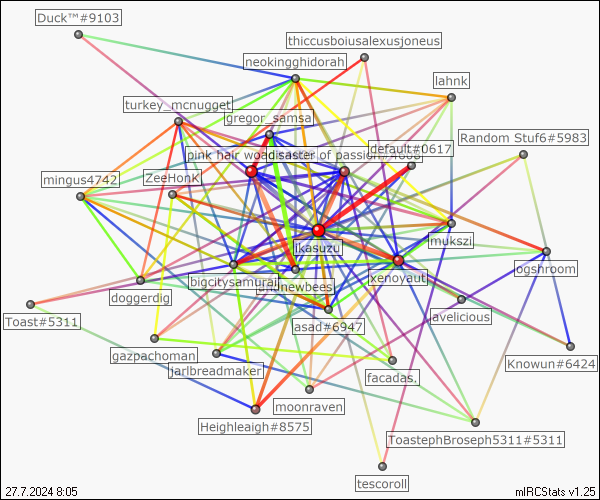 Duck™#9103
thiccusboiusalexusjoneus
neokingghidorah
lahnk
turkey_mcnugget
gregor_samsa
Random Stuf6#5983
default#0617
pink hair wo
disaster of passion
mingus4742
ZeeHonk
ikasuzu
mukszi
ogshroom
xenoyaut
bigcitysamurai
newbees
doggerdig
avelicious
Toast#5311
asad#6947
gazpachoman
facadas.
Knowun#6424
jarlbreadmaker
moonraven
Heighleaigh#8575
ToastephBroseph5311#5311
tescoroll
27.7.2024 8:05
mIRCStats v1.25